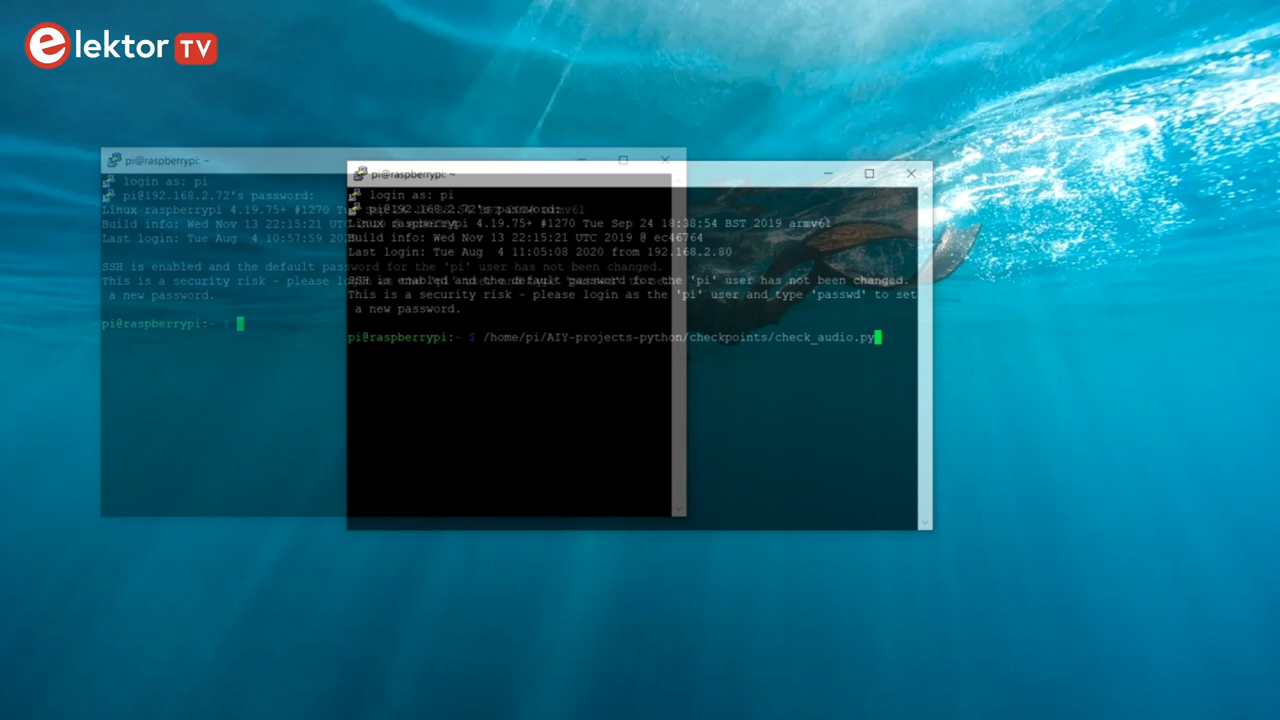 elektor TV
pi@raspberrypi: ~
login as: pi
pi@192.168.2.72's password:
Linux raspberrypi 4.19.75+ #1270
Build info: Wed Nov 13 22:15:21
Last login: Tue Aug  4 10:57:59
SSH is enabled and the default password for the 'pi' user has not been changed.
This is a security risk - please
a new password.
pi@raspberrypi:~ $
pi@raspberrypi: ~
login as: pi
pi@192.168.2.72's password:
Linux raspberrypi 4.19.75+ #1270 Tue Sep 24 18:38:54 BST 2019 armv6l
Build info: Wed Nov 13 22:15:21 UTC 2019 @ ec46764
Last login: Tue Aug  4 11:05:08 2020 from 192.168.2.80
SSH is enabled and the default password for the 'pi' user has not been changed.
This is a security risk - please login as the 'pi' user and type 'passwd' to set
a new password.
pi@raspberrypi:~ $ /home/pi/AIY-projects-python/checkpoints/check_audio.py